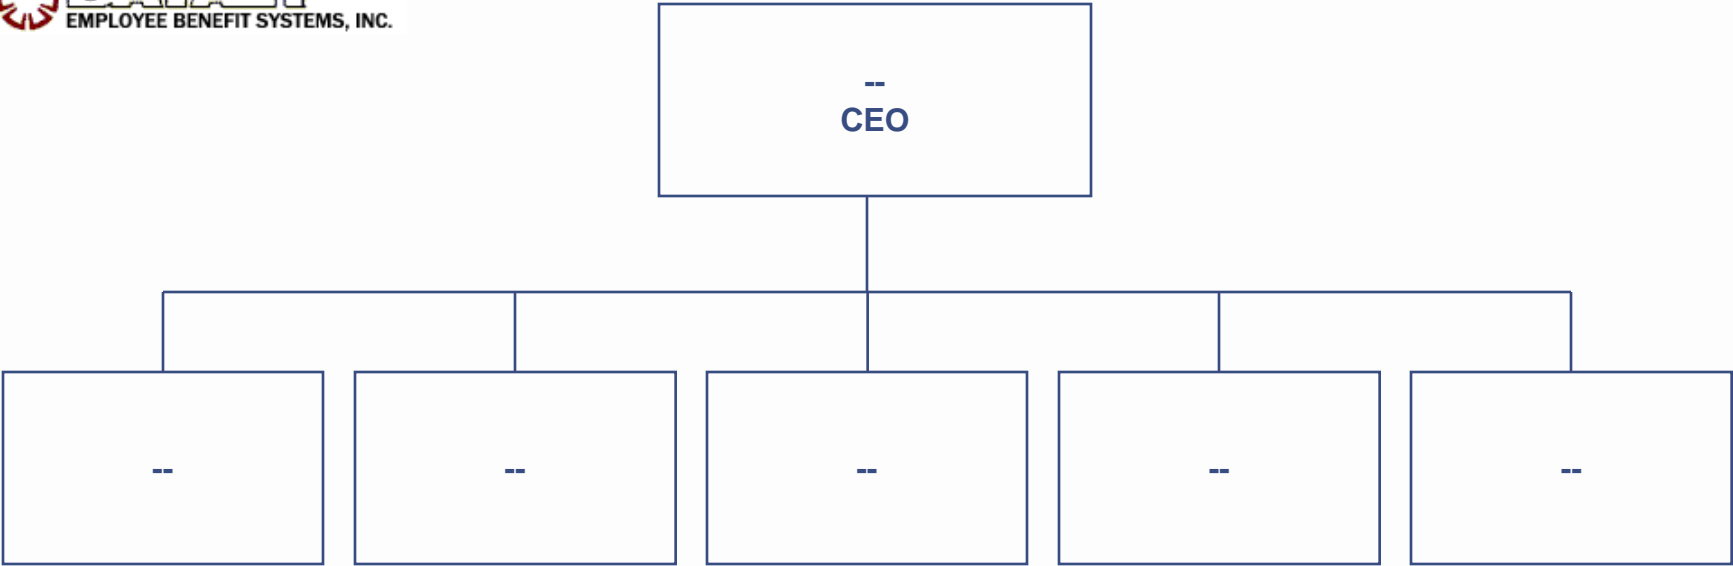 EMPLOYEE BENEFIT SYSTEMS, INC.
--
CEO
-- -- -- -- --